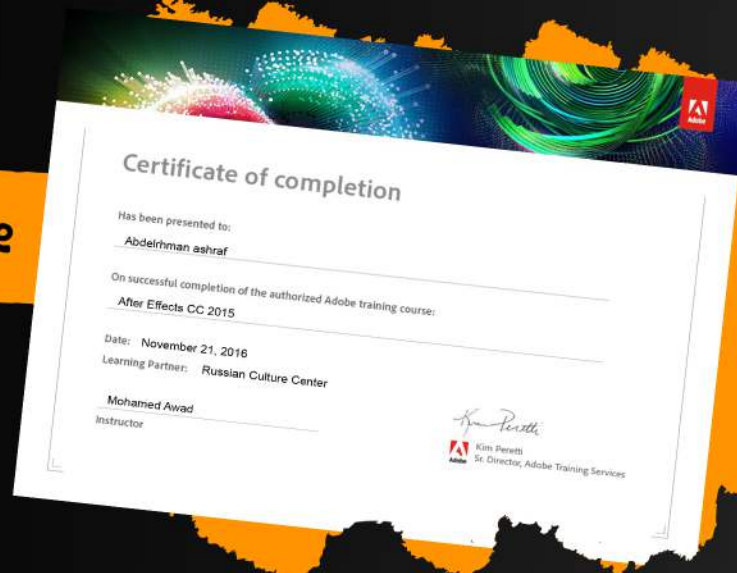 Adobe
Certificate of completion
Has been presented to:
Abdelrhman ashraf
On successful completion of the authorized Adobe training course:
After Effects CC 2015
Date: November 21, 2016
Learning Partner: Russian Culture Center
Mohamed Awad
Instructor
Kim Peretti
Adobe
Kim Peretti
Sr. Director, Adobe Training Services